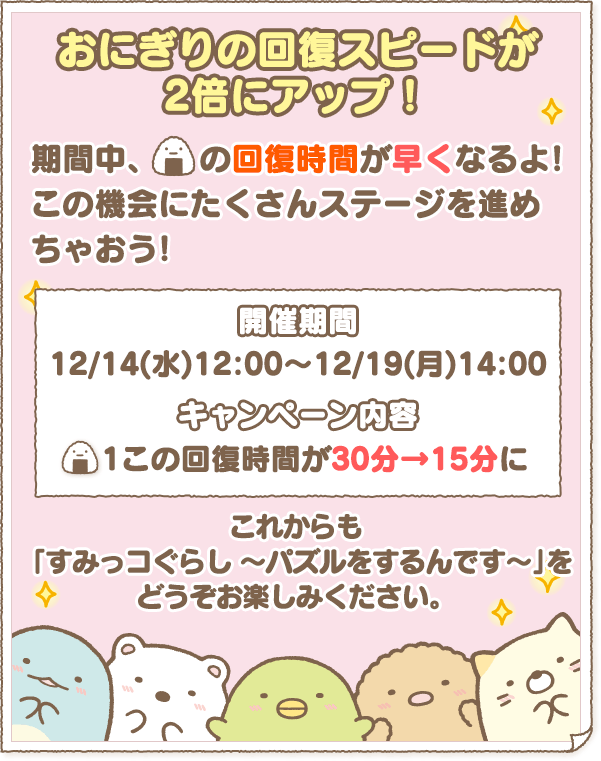 おにぎりの回復スピードが
2倍にアップ！
期間中、の回復時間が早くなるよ!
この機会にたくさんステージを進め
ちゃおう!
開催期間
12/14(水)12:00～12/19(月)14:00
キャンペーン内容
1この回復時間が30分→15分に
これからも
「すみっコぐらし ～パズルをするんです～」を
どうぞお楽しみください。